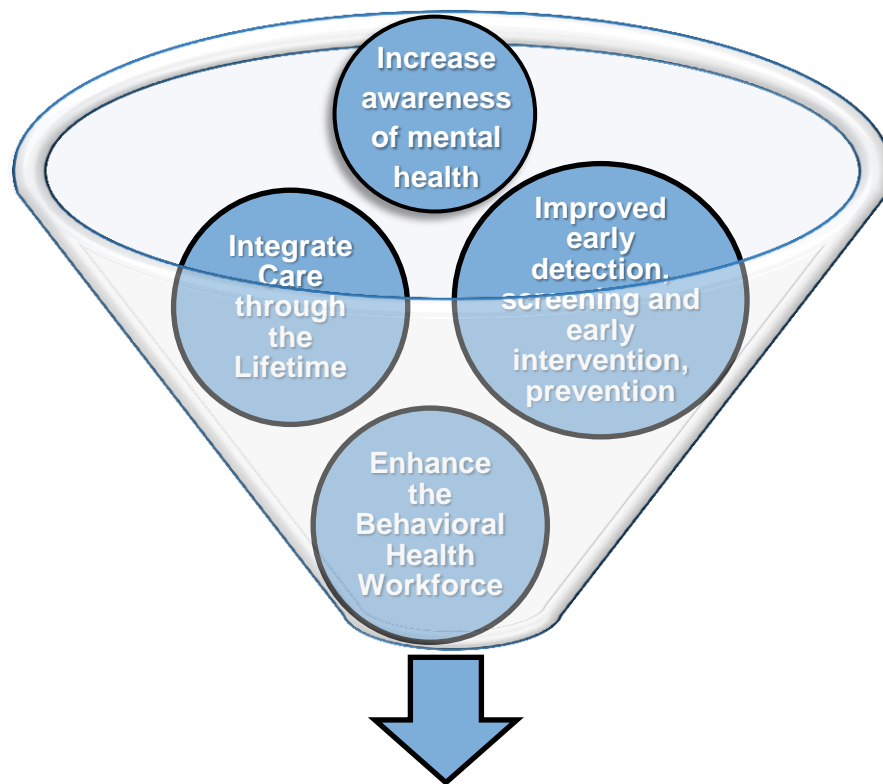 Increase
awareness
of mental
health
Integrate
Care
through
the
Lifetime
Improved
early
detection,
screening and
early
intervention,
prevention
Enhance
the
Behavioral
Health
Workforce